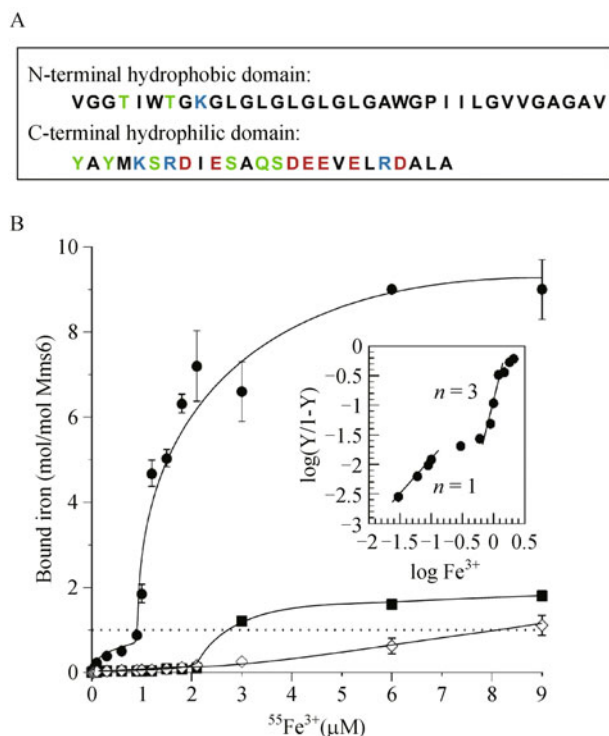 A
N-terminal hydrophobic domain:
VGGTIWTGKGLGLGLGLGLGAWGPIILGVVGAGAV
C-terminal hydrophilic domain:
YAYMKSRDIESAQSDEEVELRDALA
B
Bound iron (mol/mol Mms6)
10
8
6
4
2
0
0 1 2 3 4 5 6 7 8 9
⁵⁵Fe³⁺(μM)
log(Y/1-Y)
0
−0.5
−1
−1.5
−2
−2.5
−3
n = 3
n = 1
−2 −1.5 −1 −0.5 0 0.5
log Fe³⁺